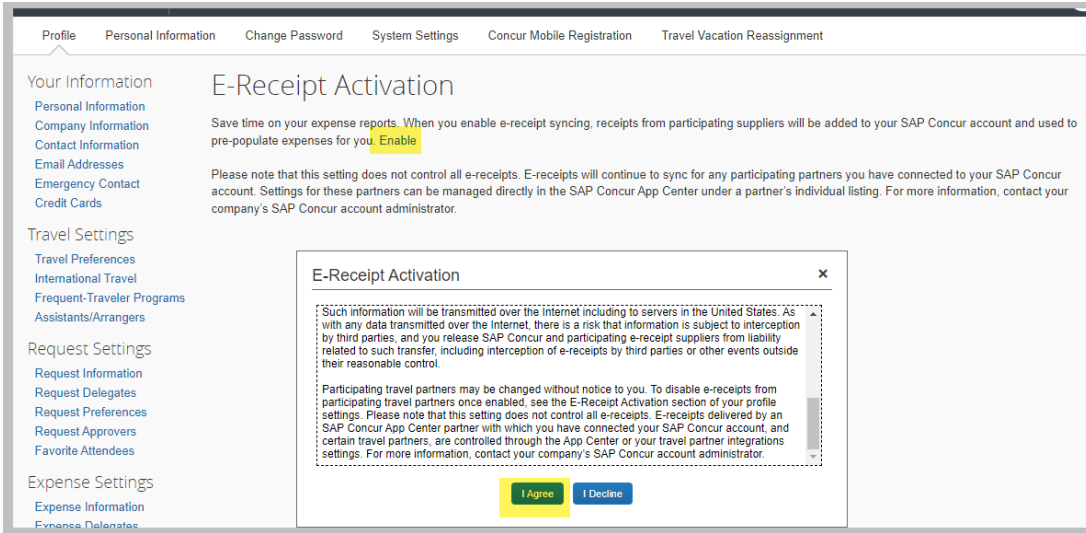 Profile Personal Information Change Password System Settings Concur Mobile Registration Travel Vacation Reassignment
Your Information
Personal Information
Company Information
Contact Information
Email Addresses
Emergency Contact
Credit Cards
Travel Settings
Travel Preferences
International Travel
Frequent-Traveler Programs
Assistants/Arrangers
Request Settings
Request Information
Request Delegates
Request Preferences
Request Approvers
Favorite Attendees
Expense Settings
Expense Information
Expense Delegates
E-Receipt Activation
Save time on your expense reports. When you enable e-receipt syncing, receipts from participating suppliers will be added to your SAP Concur account and used to
pre-populate expenses for you. Enable
Please note that this setting does not control all e-receipts. E-receipts will continue to sync for any participating partners you have connected to your SAP Concur
account. Settings for these partners can be managed directly in the SAP Concur App Center under a partner's individual listing. For more information, contact your
company's SAP Concur account administrator.
E-Receipt Activation ×
Such information will be transmitted over the Internet including to servers in the United States. As
with any data transmitted over the Internet, there is a risk that information is subject to interception
by third parties, and you release SAP Concur and participating e-receipt suppliers from liability
related to such transfer, including interception of e-receipts by third parties or other events outside
their reasonable control.
Participating travel partners may be changed without notice to you. To disable e-receipts from
participating travel partners once enabled, see the E-Receipt Activation section of your profile
settings. Please note that this setting does not control all e-receipts. E-receipts delivered by an
SAP Concur App Center partner with which you have connected your SAP Concur account, and
certain travel partners, are controlled through the App Center or your travel partner integrations
settings. For more information, contact your company's SAP Concur account administrator.
I Agree I Decline